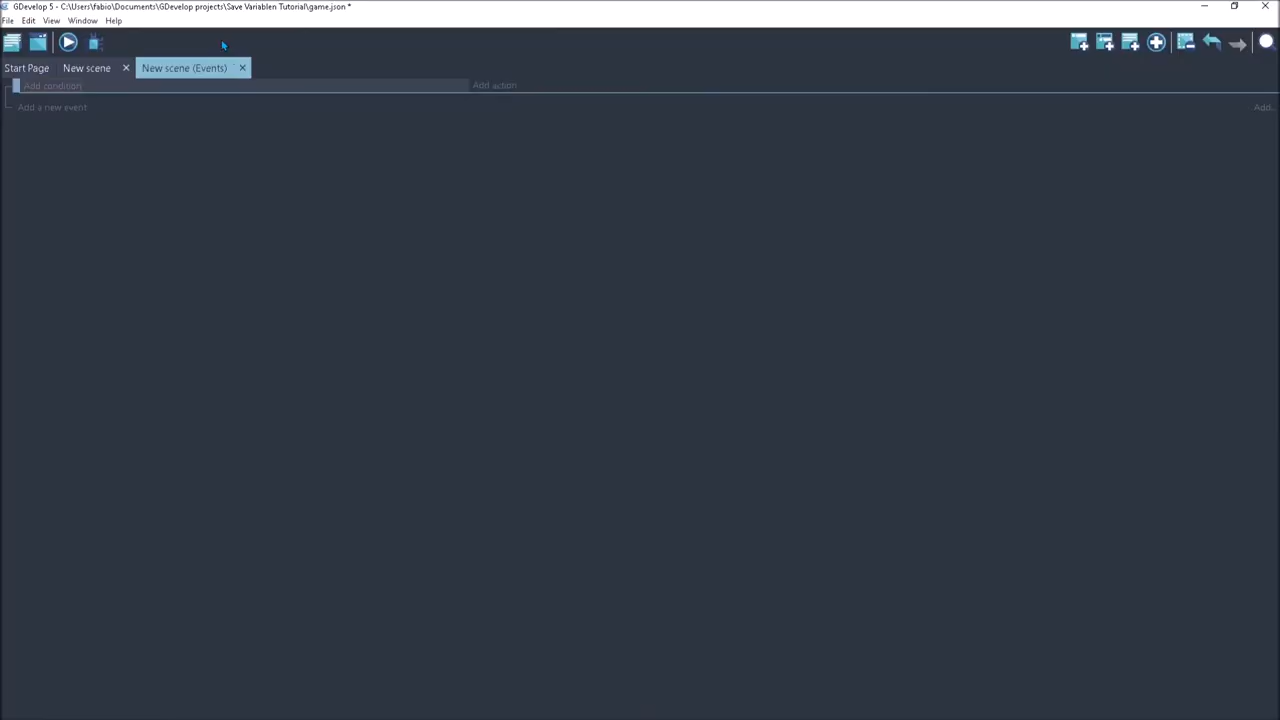 GDevelop 5 - C:\Users\fabio\Documents\GDevelop projects\Save Variablen Tutorial\game.json *
File Edit View Window Help
Start Page New scene New scene (Events)
Add condition Add action
Add a new event Add...